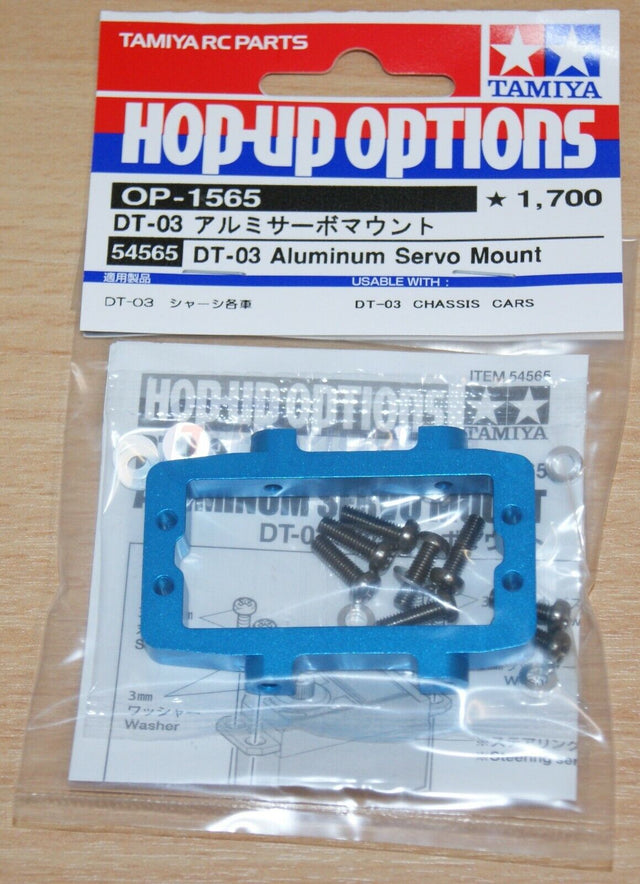 TAMIYA RC PARTS
TAMIYA
HOP-UP OPTIONS
OP-1565
★ 1,700
DT-03 アルミサーボマウント
54565 DT-03 Aluminum Servo Mount
適用製品
USABLE WITH :
DT-03 シャーシ各車
DT-03 CHASSIS CARS
ITEM 54565
HOP-UP OPTIONS
TAMIYA
SERVO MOUNT
3mm
ワッシャー
Washer